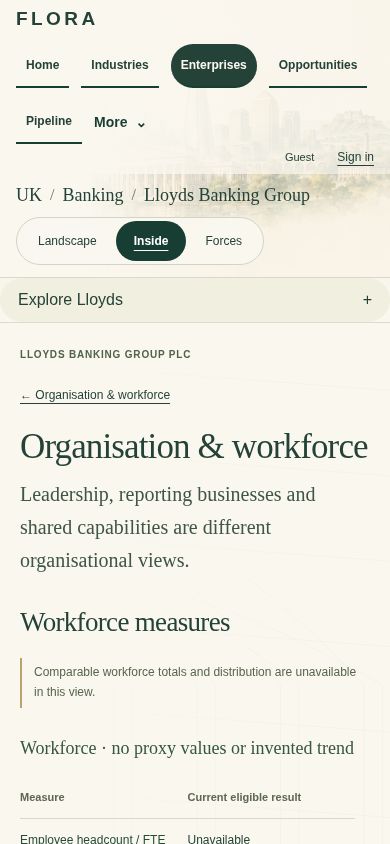 FLORA
Home Industries Enterprises Opportunities
Pipeline More ⌄
Guest Sign in
UK / Banking / Lloyds Banking Group
Landscape Inside Forces
Explore Lloyds +
LLOYDS BANKING GROUP PLC
← Organisation & workforce
Organisation & workforce
Leadership, reporting businesses and
shared capabilities are different
organisational views.
Workforce measures
Comparable workforce totals and distribution are unavailable
in this view.
Workforce · no proxy values or invented trend
Measure Current eligible result
Employee headcount / FTE Unavailable